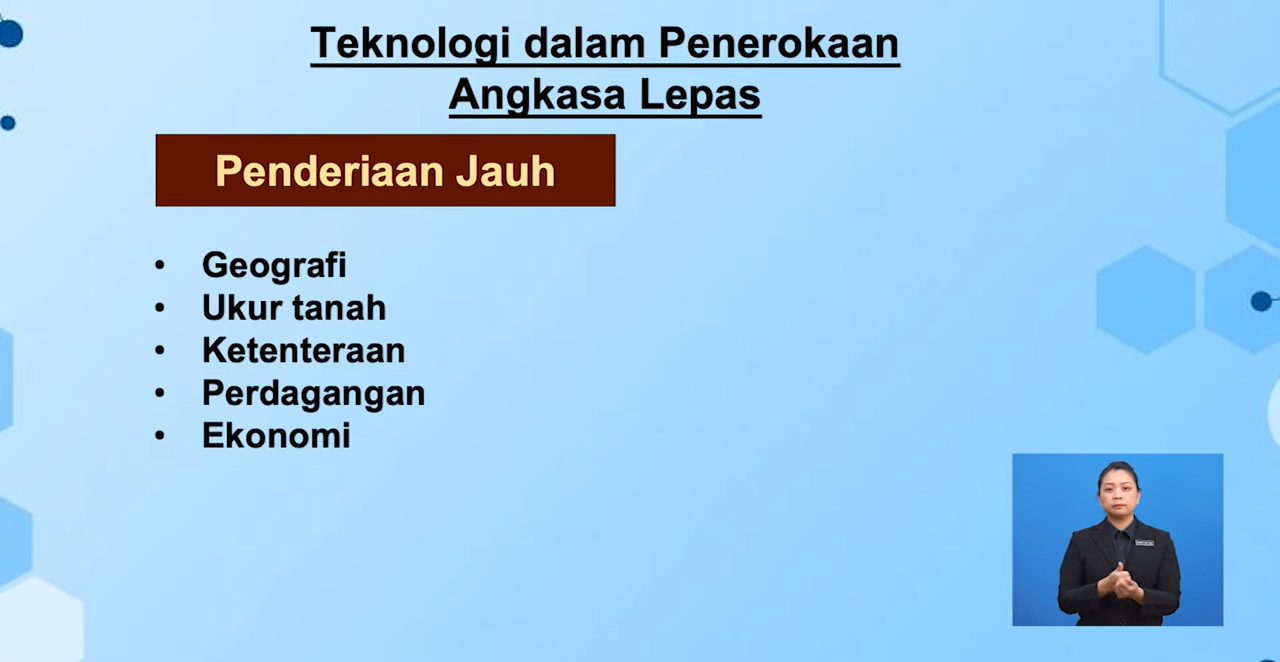 Teknologi dalam Penerokaan
Angkasa Lepas
Penderiaan Jauh
• Geografi
• Ukur tanah
• Ketenteraan
• Perdagangan
• Ekonomi